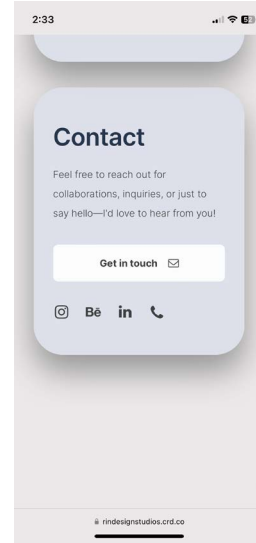 2:33
Contact
Feel free to reach out for
collaborations, inquiries, or just to
say hello—I'd love to hear from you!
Get in touch
Bē in
rindesignstudios.crd.co